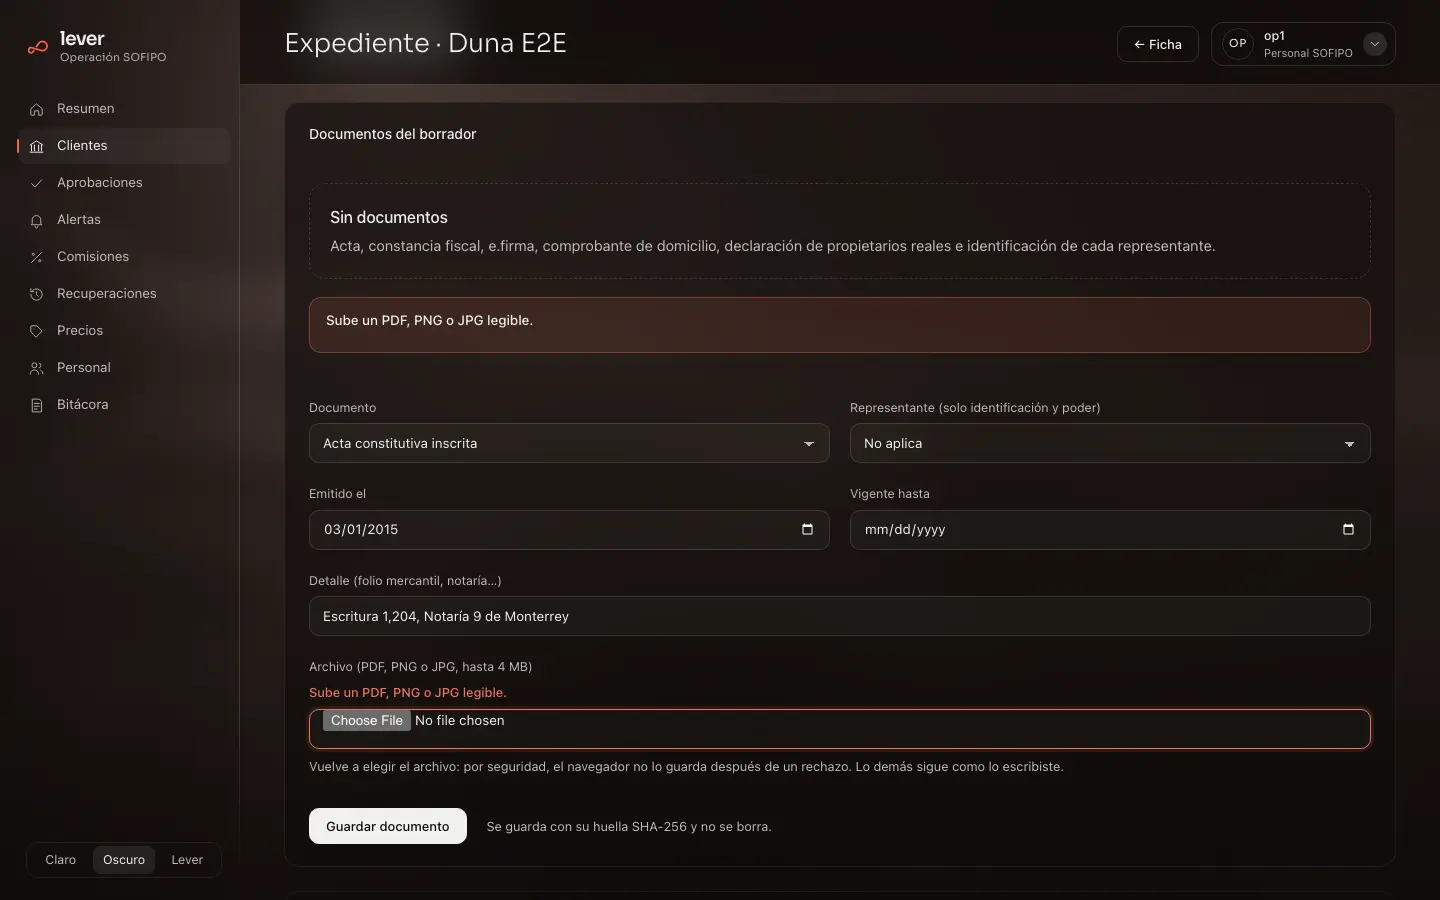 lever
Operación SOFIPO
Resumen
Clientes
Aprobaciones
Alertas
Comisiones
Recuperaciones
Precios
Personal
Bitácora
Claro
Oscuro
Lever
Expediente · Duna E2E
← Ficha
OP
op1
Personal SOFIPO
Documentos del borrador
Sin documentos
Acta, constancia fiscal, e.firma, comprobante de domicilio, declaración de propietarios reales e identificación de cada representante.
Sube un PDF, PNG o JPG legible.
Documento
Acta constitutiva inscrita
Representante (solo identificación y poder)
No aplica
Emitido el
03/01/2015
Vigente hasta
mm/dd/yyyy
Detalle (folio mercantil, notaría...)
Escritura 1,204, Notaría 9 de Monterrey
Archivo (PDF, PNG o JPG, hasta 4 MB)
Sube un PDF, PNG o JPG legible.
Choose File No file chosen
Vuelve a elegir el archivo: por seguridad, el navegador no lo guarda después de un rechazo. Lo demás sigue como lo escribiste.
Guardar documento
Se guarda con su huella SHA-256 y no se borra.